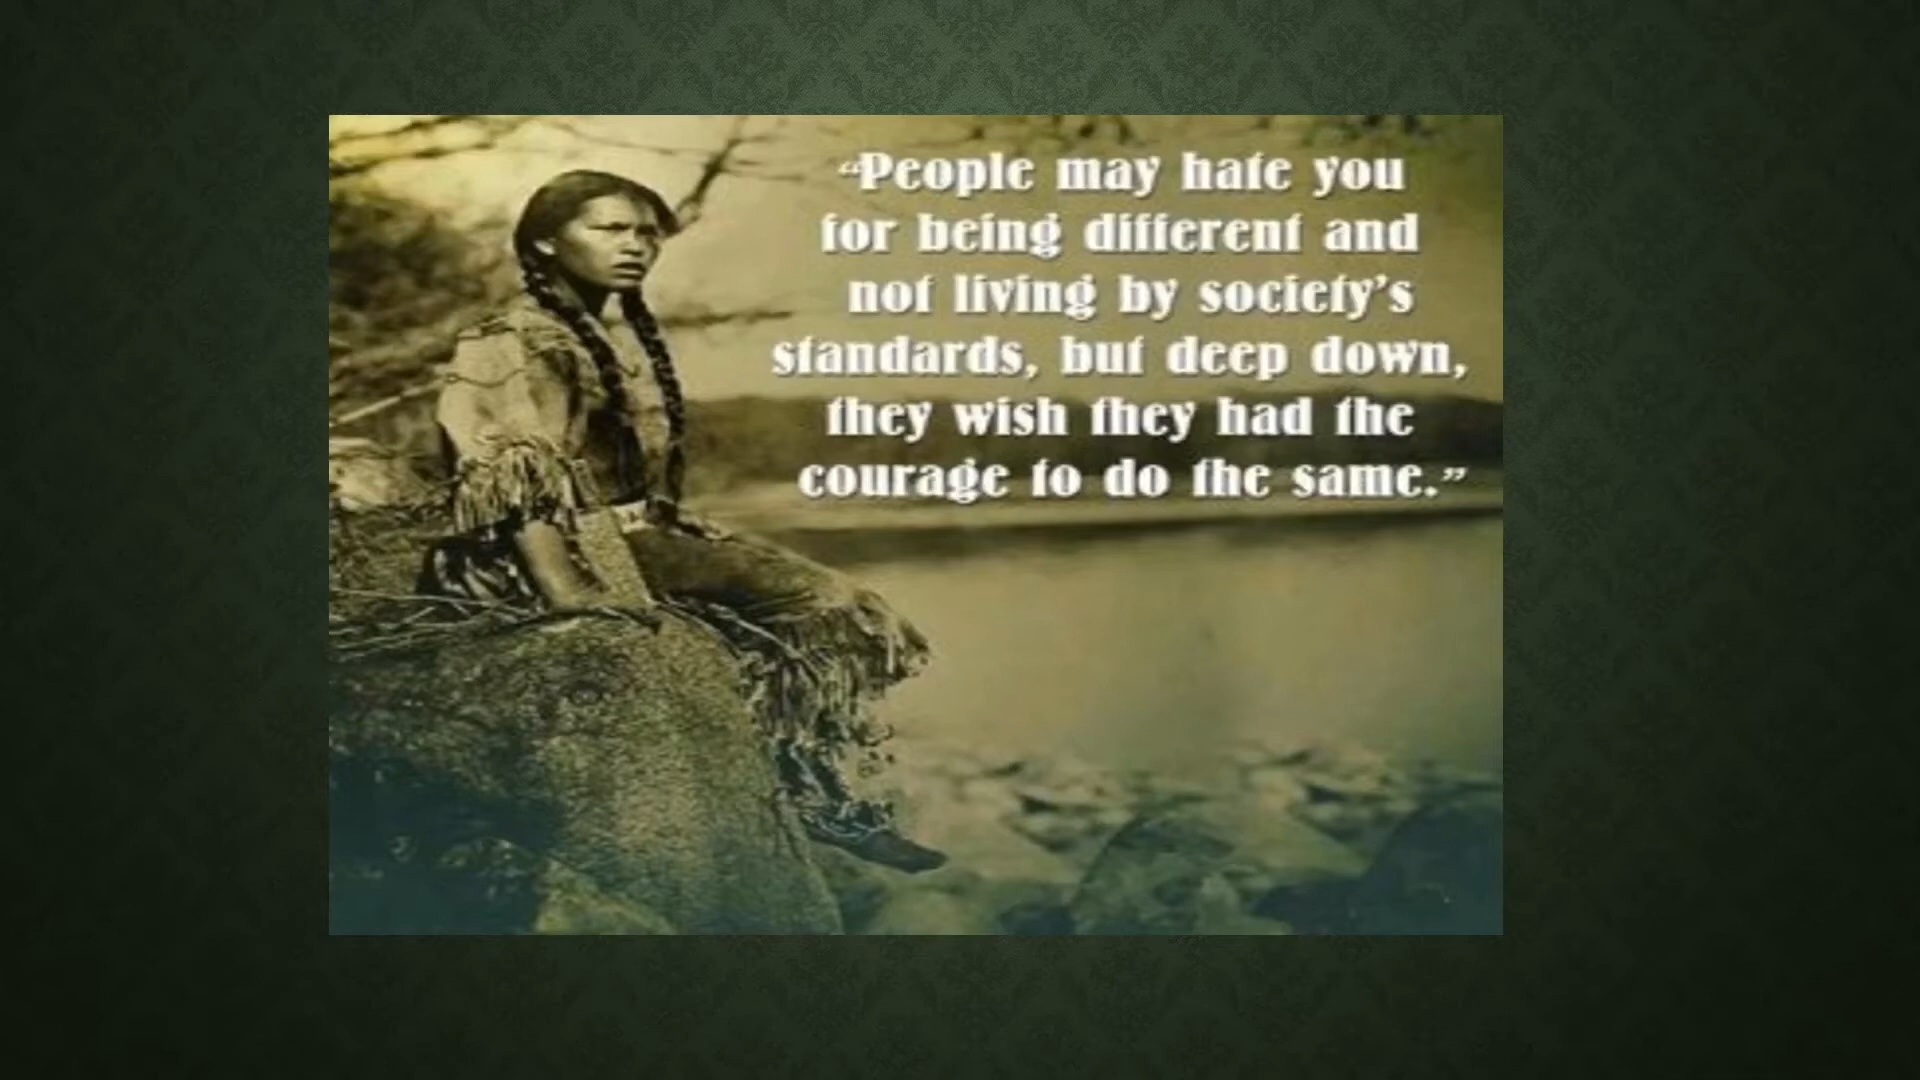 “People may hate you
for being different and
not living by society’s
standards, but deep down,
they wish they had the
courage to do the same.”